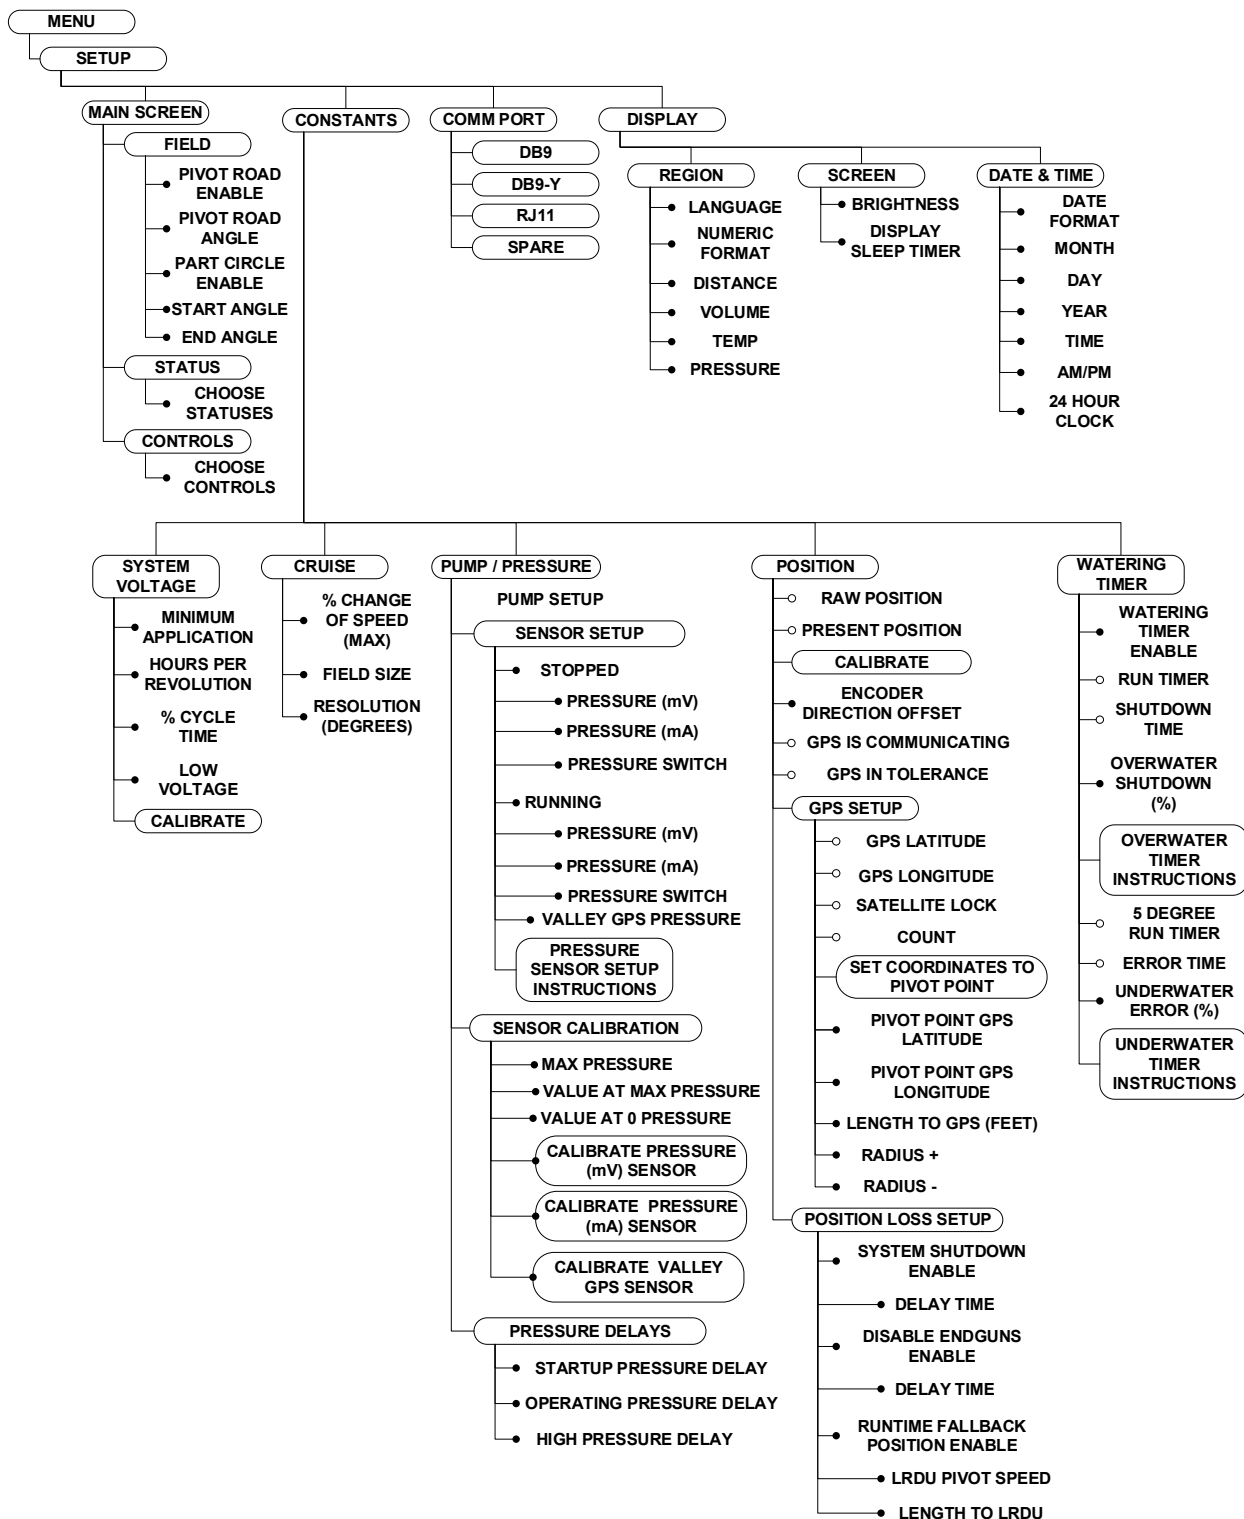 MENU
SETUP
MAIN SCREEN
CONSTANTS
COMM PORT
DISPLAY
FIELD
PIVOT ROAD
ENABLE
PIVOT ROAD
ANGLE
PART CIRCLE
ENABLE
START ANGLE
END ANGLE
STATUS
CHOOSE
STATUSES
CONTROLS
CHOOSE
CONTROLS
DB9
DB9-Y
RJ11
SPARE
REGION
LANGUAGE
NUMERIC
FORMAT
DISTANCE
VOLUME
TEMP
PRESSURE
SCREEN
BRIGHTNESS
DISPLAY
SLEEP TIMER
DATE & TIME
DATE
FORMAT
MONTH
DAY
YEAR
TIME
AM/PM
24 HOUR
CLOCK
SYSTEM
VOLTAGE
MINIMUM
APPLICATION
HOURS PER
REVOLUTION
% CYCLE
TIME
LOW
VOLTAGE
CALIBRATE
CRUISE
% CHANGE
OF SPEED
(MAX)
FIELD SIZE
RESOLUTION
(DEGREES)
PUMP / PRESSURE
PUMP SETUP
SENSOR SETUP
STOPPED
PRESSURE (mV)
PRESSURE (mA)
PRESSURE SWITCH
RUNNING
PRESSURE (mV)
PRESSURE (mA)
PRESSURE SWITCH
VALLEY GPS PRESSURE
PRESSURE
SENSOR SETUP
INSTRUCTIONS
SENSOR CALIBRATION
MAX PRESSURE
VALUE AT MAX PRESSURE
VALUE AT 0 PRESSURE
CALIBRATE PRESSURE
(mV) SENSOR
CALIBRATE PRESSURE
(mA) SENSOR
CALIBRATE VALLEY
GPS SENSOR
PRESSURE DELAYS
STARTUP PRESSURE DELAY
OPERATING PRESSURE DELAY
HIGH PRESSURE DELAY
POSITION
RAW POSITION
PRESENT POSITION
CALIBRATE
ENCODER
DIRECTION OFFSET
GPS IS COMMUNICATING
GPS IN TOLERANCE
GPS SETUP
GPS LATITUDE
GPS LONGITUDE
SATELLITE LOCK
COUNT
SET COORDINATES TO
PIVOT POINT
PIVOT POINT GPS
LATITUDE
PIVOT POINT GPS
LONGITUDE
LENGTH TO GPS (FEET)
RADIUS +
RADIUS -
POSITION LOSS SETUP
SYSTEM SHUTDOWN
ENABLE
DELAY TIME
DISABLE ENDGUNS
ENABLE
DELAY TIME
RUNTIME FALLBACK
POSITION ENABLE
LRDU PIVOT SPEED
LENGTH TO LRDU
WATERING
TIMER
WATERING
TIMER
ENABLE
RUN TIMER
SHUTDOWN
TIME
OVERWATER
SHUTDOWN
(%)
OVERWATER
TIMER
INSTRUCTIONS
5 DEGREE
RUN TIMER
ERROR TIME
UNDERWATER
ERROR (%)
UNDERWATER
TIMER
INSTRUCTIONS